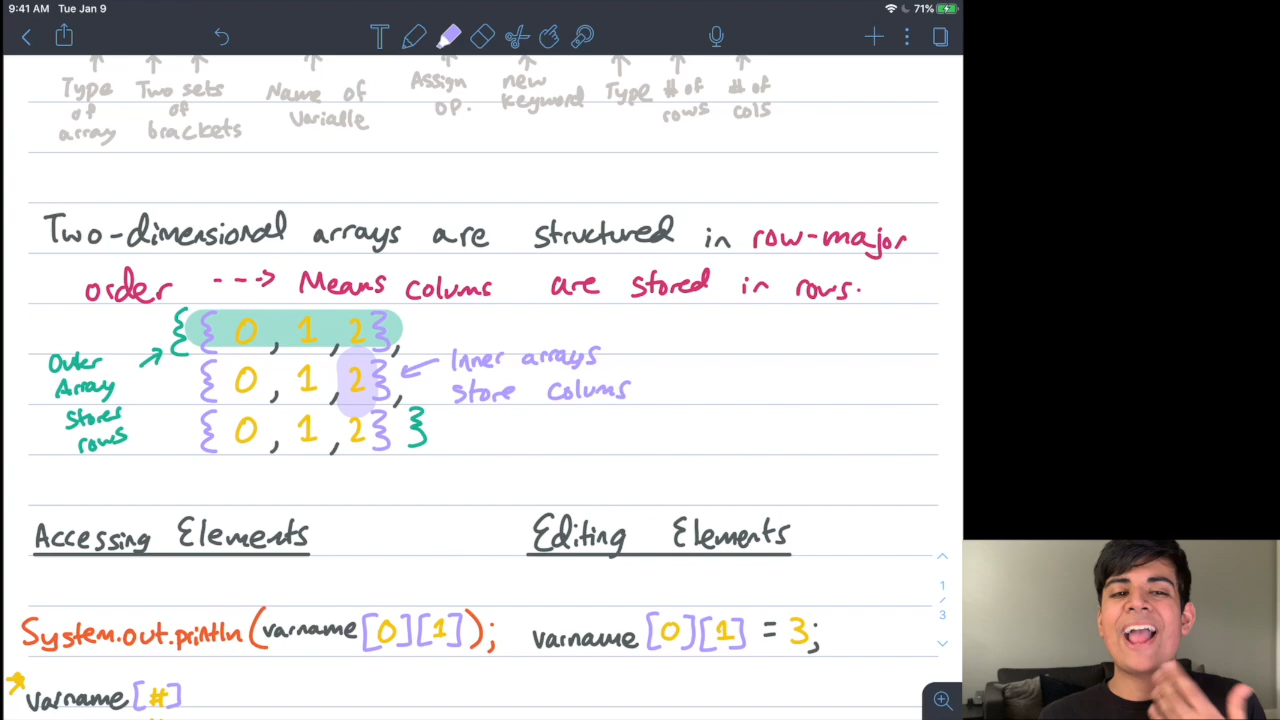 9:41 AM Tue Jan 9
71%
Type of array
Two sets of brackets
Name of Variable
Assign op.
new keyword
Type
# of rows
# of cols
Two-dimensional arrays are structured in row-major
order ---> Means colums are stored in rows.
{ { 0 , 1 , 2 } ,
{ 0 , 1 , 2 } ,
{ 0 , 1 , 2 } }
Outer
Array
Stores
rows
Inner arrays
store colums
Accessing Elements
Editing Elements
System.out.println(varname[0][1]);
varname[0][1] = 3;
varname[#]
1
/
3